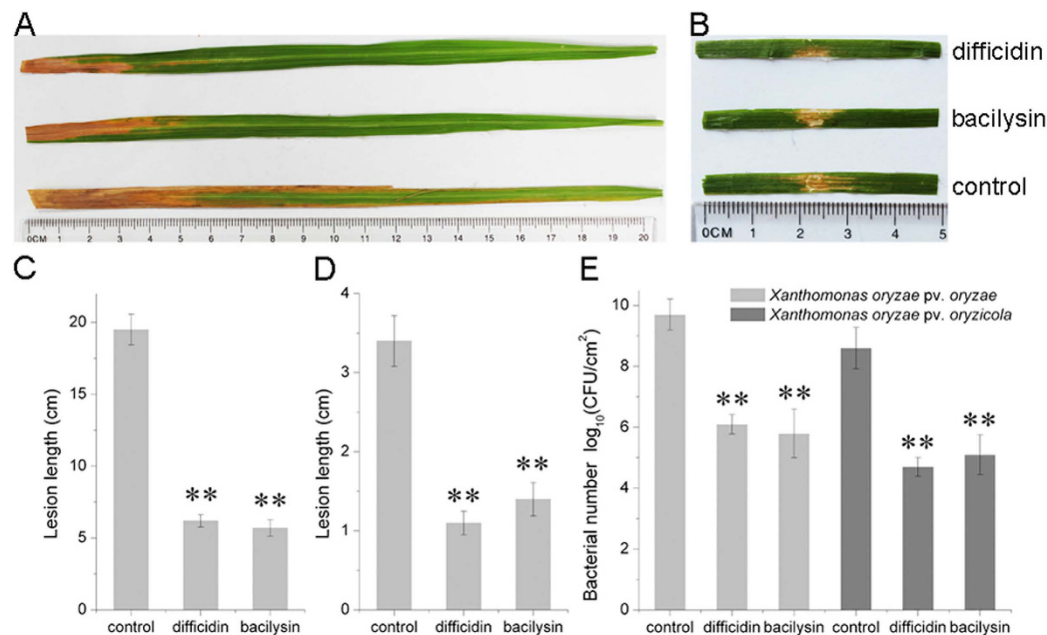 A
B
difficidin
bacilysin
control
0CM 1 2 3 4 5 6 7 8 9 10 11 12 13 14 15 16 17 18 19 20
0CM 1 2 3 4 5
C
Lesion length (cm)
20
15
10
5
0
control difficidin bacilysin
**
**
D
Lesion length (cm)
4
3
2
1
0
control difficidin bacilysin
**
**
E
Bacterial number log10(CFU/cm2)
10
8
6
4
2
0
Xanthomonas oryzae pv. oryzae
Xanthomonas oryzae pv. oryzicola
**
**
**
**
control difficidin bacilysin control difficidin bacilysin